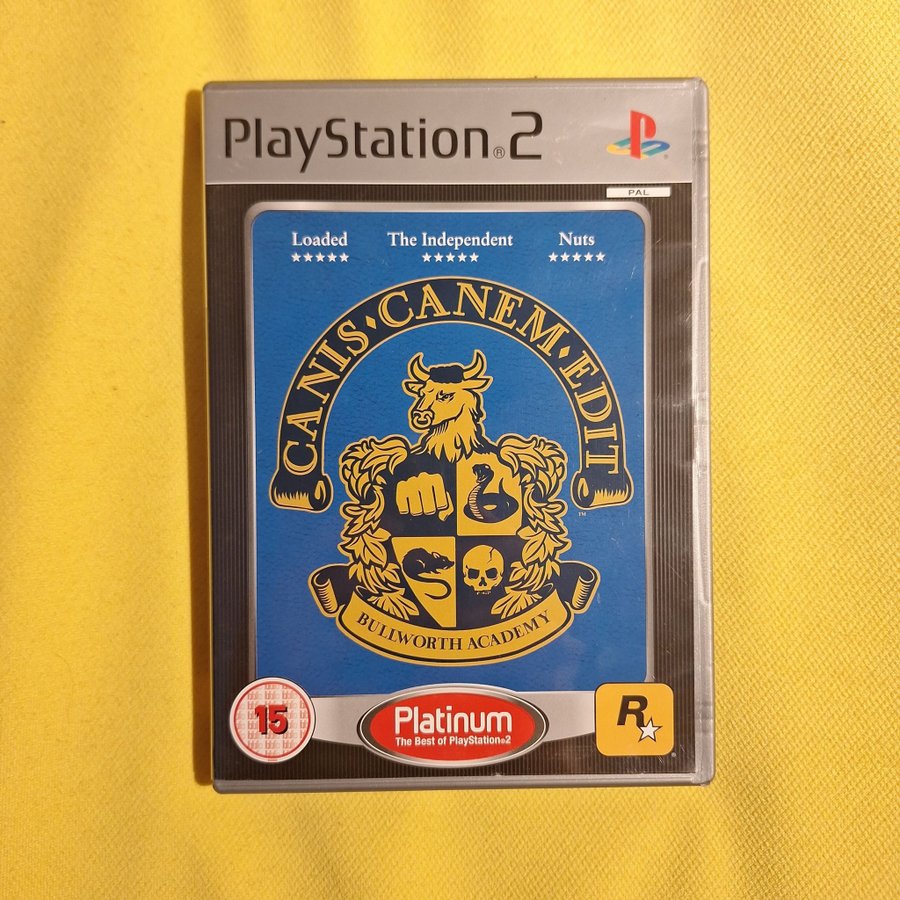 PlayStation®2
PAL
Loaded The Independent Nuts
★★★★★ ★★★★★ ★★★★★
CANIS·CANEM·EDIT
™
BULLWORTH ACADEMY
15
Platinum
The Best of PlayStation®2
R★
®